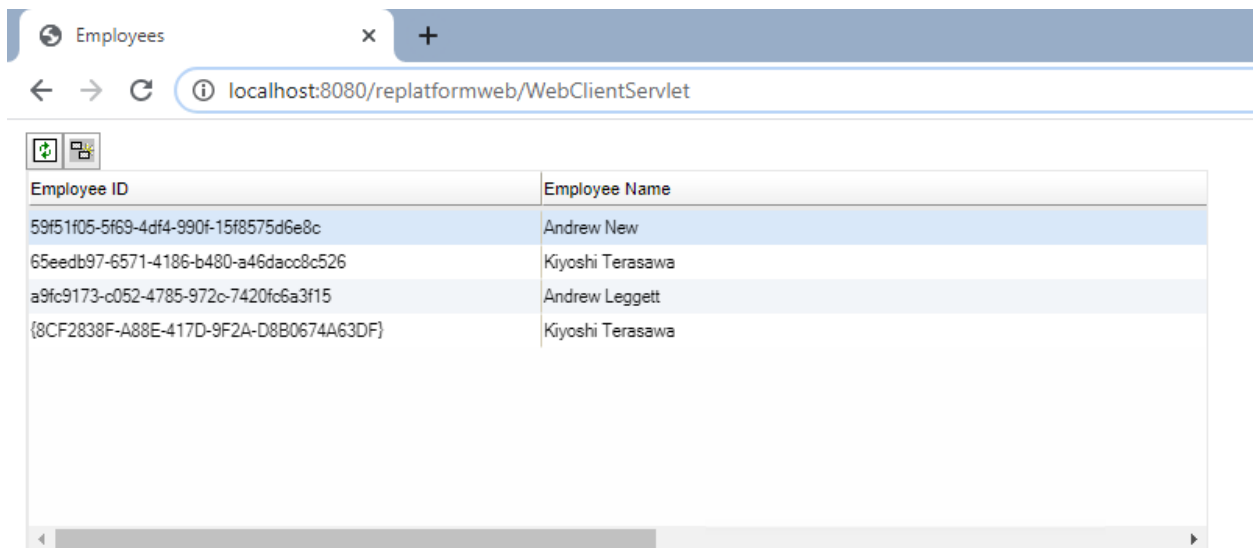 Employees
localhost:8080/replatformweb/WebClientServlet
Employee ID Employee Name
59f51f05-5f69-4df4-990f-15f8575d6e8c Andrew New
65eedb97-6571-4186-b480-a46dacc8c526 Kiyoshi Terasawa
a9fc9173-c052-4785-972c-7420fc6a3f15 Andrew Leggett
{8CF2838F-A88E-417D-9F2A-D8B0674A63DF} Kiyoshi Terasawa